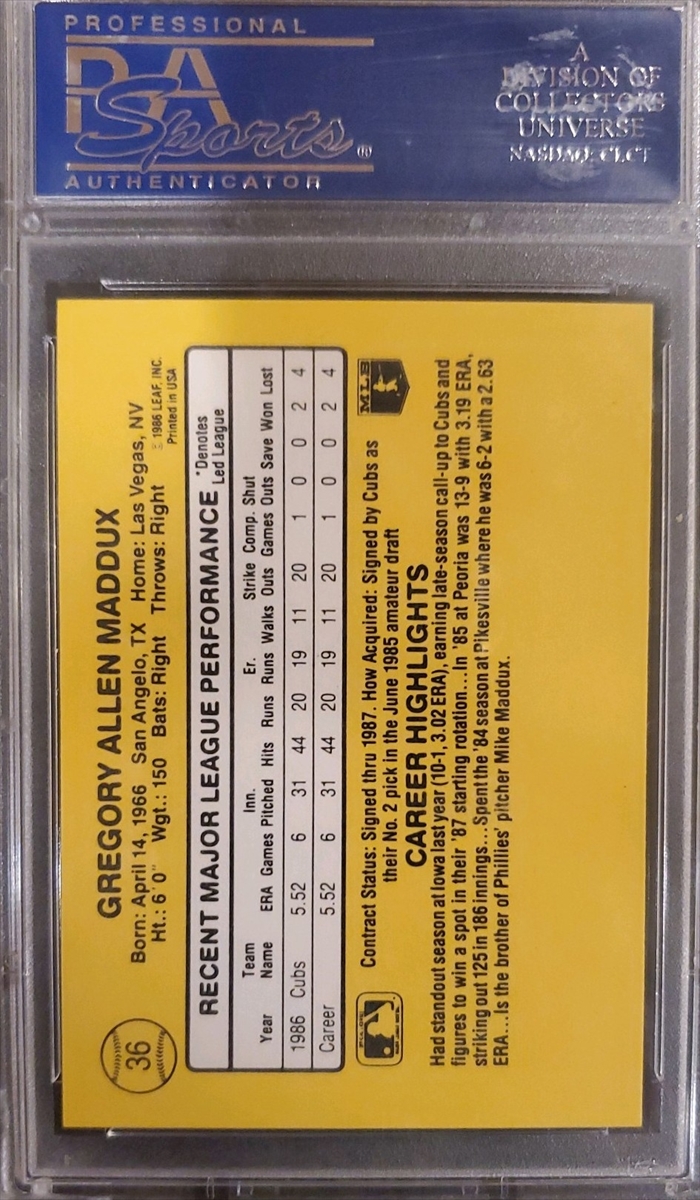 PROFESSIONAL
PSA
Sports®
AUTHENTICATOR
A
DIVISION OF
COLLECTORS
UNIVERSE
NASDAQ: CLCT
36
GREGORY ALLEN MADDUX
Born: April 14, 1966 San Angelo, TX Home: Las Vegas, NV
Ht.: 6'0" Wgt.: 150 Bats: Right Throws: Right
© 1986 LEAF, INC.
Printed in USA
RECENT MAJOR LEAGUE PERFORMANCE
*Denotes
Led League
Team Inn. Er. Strike Comp. Shut
Year Name ERA Games Pitched Hits Runs Runs Walks Outs Games Outs Save Won Lost
1986 Cubs 5.52 6 31 44 20 19 11 20 1 0 0 2 4
Career 5.52 6 31 44 20 19 11 20 1 0 0 2 4
Contract Status: Signed thru 1987. How Acquired: Signed by Cubs as
their No. 2 pick in the June 1985 amateur draft
MLB
CAREER HIGHLIGHTS
Had standout season at Iowa last year (10-1, 3.02 ERA), earning late-season call-up to Cubs and
figures to win a spot in their '87 starting rotation...In '85 at Peoria was 13-9 with 3.19 ERA,
striking out 125 in 186 innings...Spent the '84 season at Pikesville where he was 6-2 with a 2.63
ERA...Is the brother of Phillies' pitcher Mike Maddux.